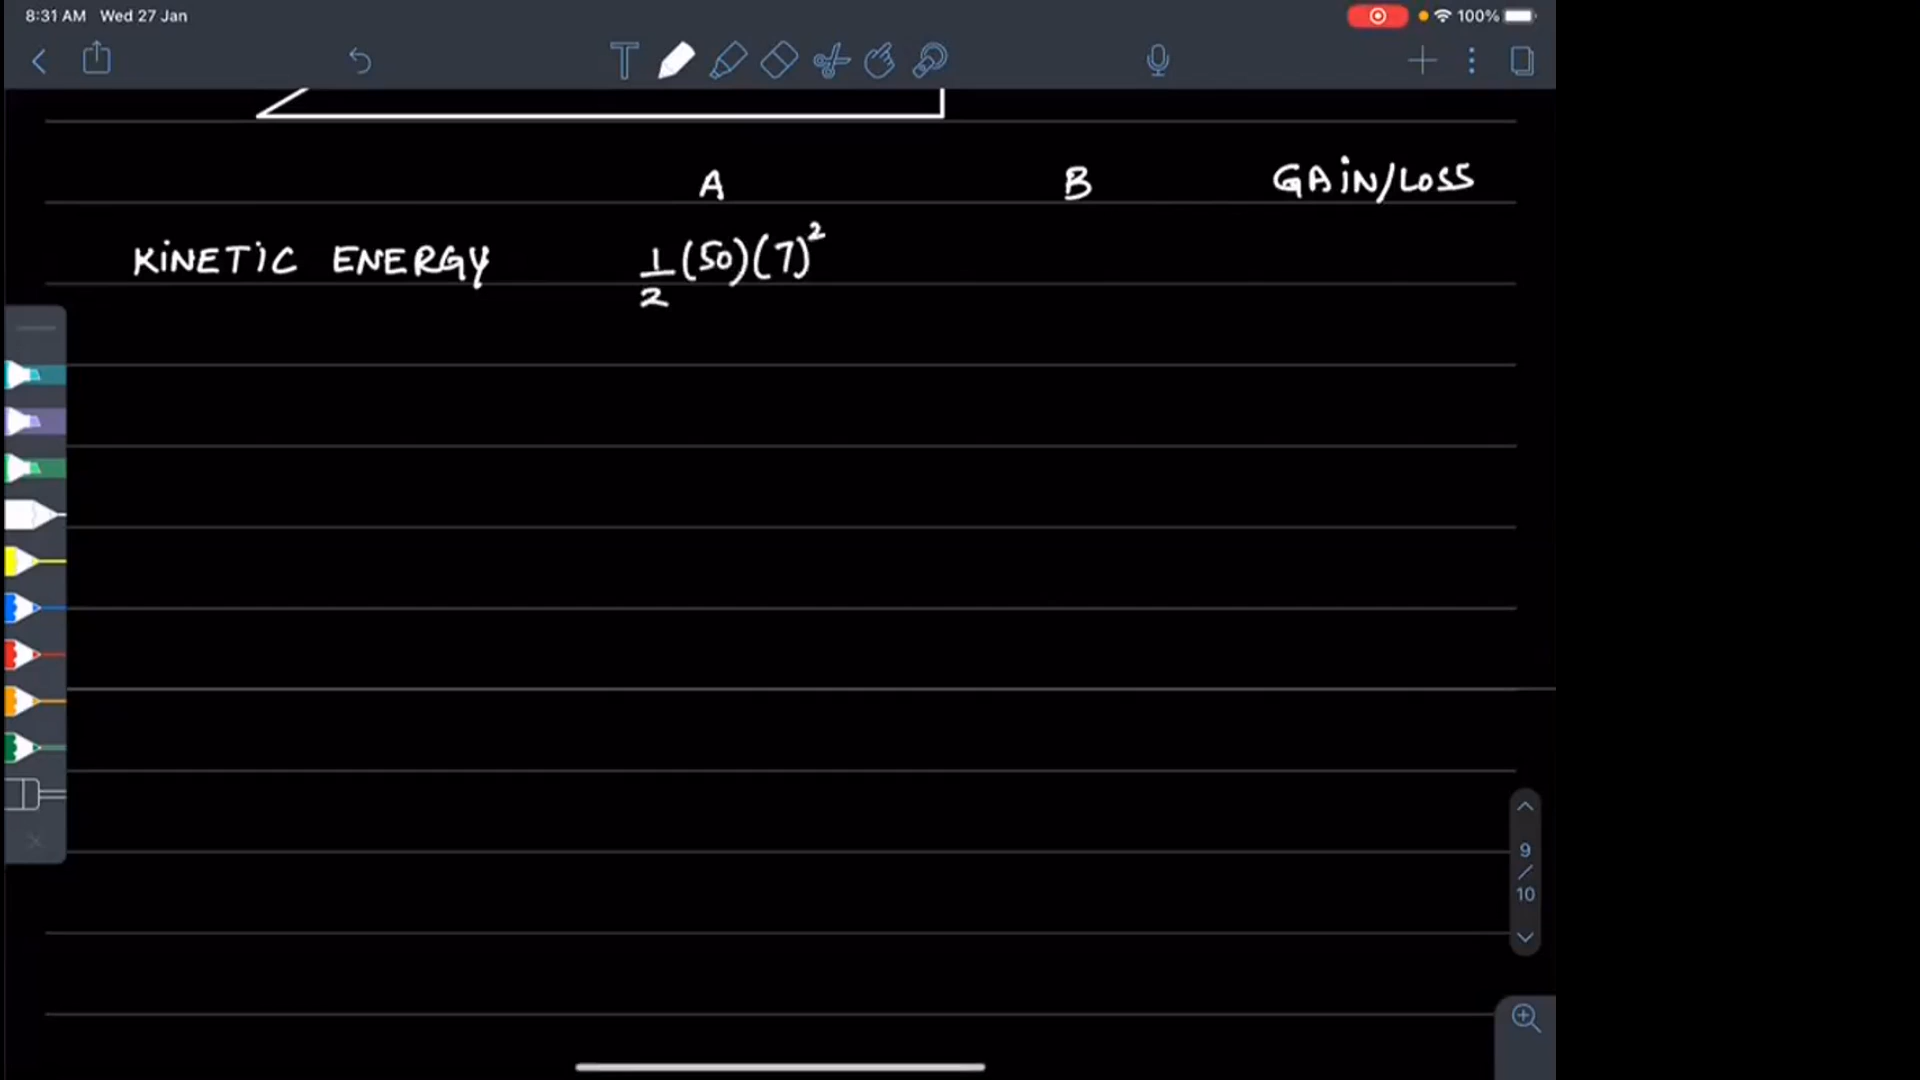 8:31 AM Wed 27 Jan 100%
A B GAiN/LOSS
KiNETiC ENERGY ½(50)(7)²
9
/
10